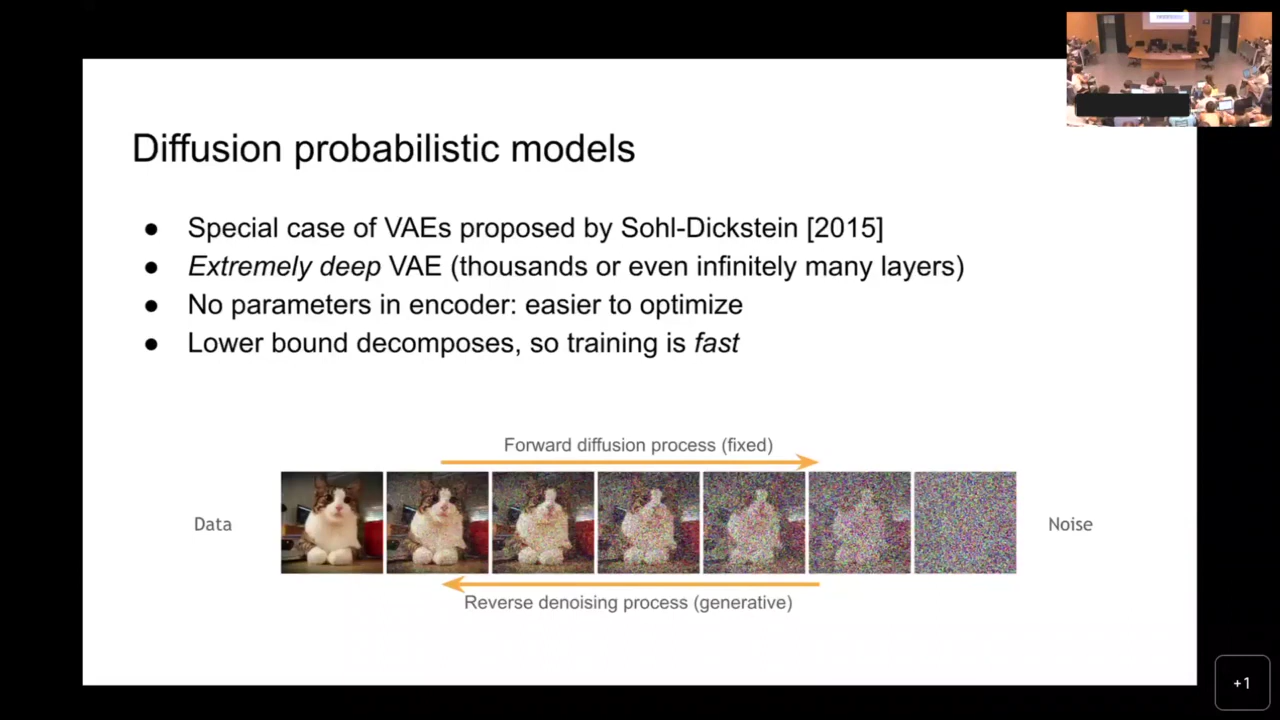 Diffusion probabilistic models
● Special case of VAEs proposed by Sohl-Dickstein [2015]
● Extremely deep VAE (thousands or even infinitely many layers)
● No parameters in encoder: easier to optimize
● Lower bound decomposes, so training is fast
Forward diffusion process (fixed)
Data
Noise
Reverse denoising process (generative)
+1